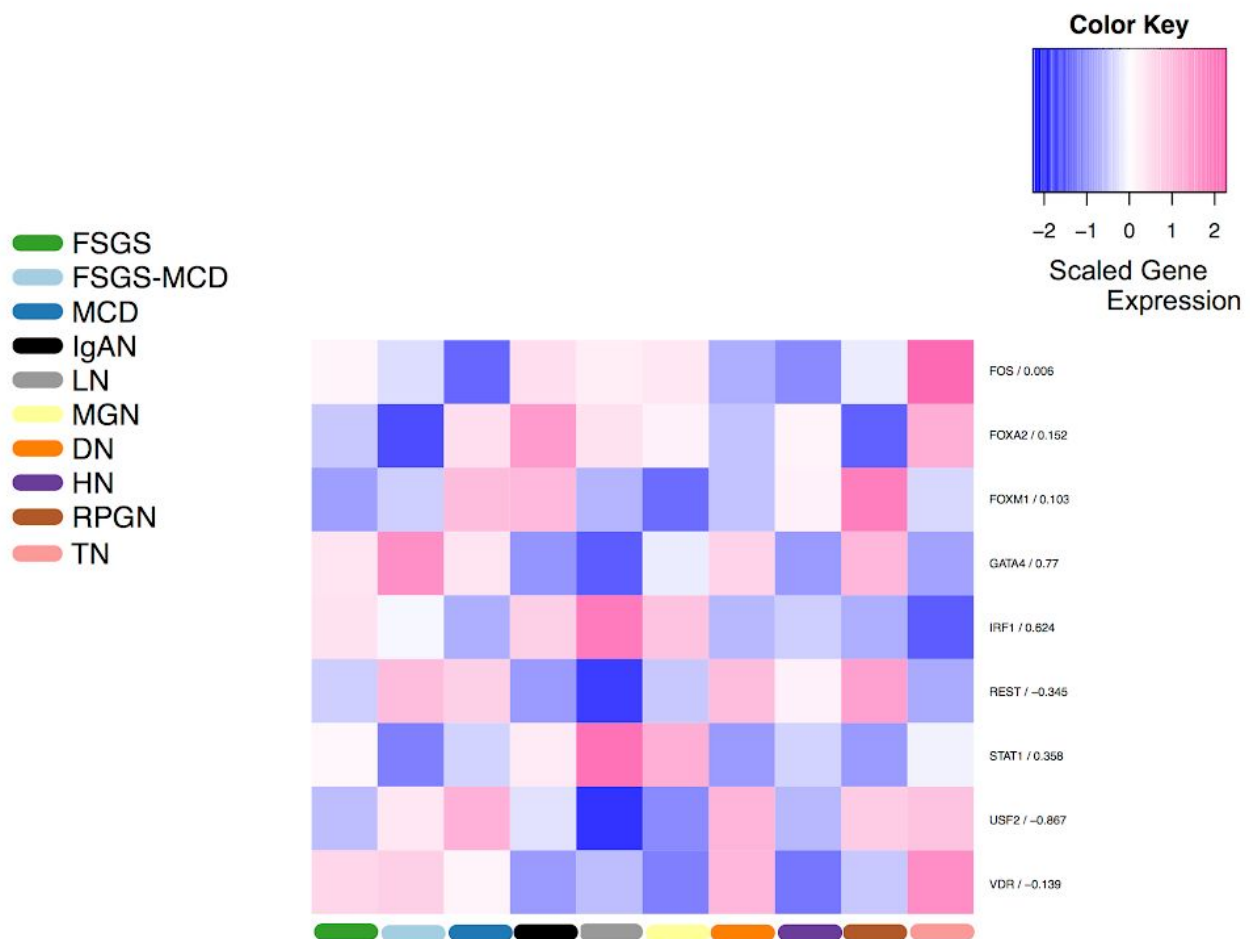 Color Key
−2 −1 0 1 2
Scaled Gene
Expression
FSGS
FSGS-MCD
MCD
IgAN
LN
MGN
DN
HN
RPGN
TN
FOS / 0.006
FOXA2 / 0.152
FOXM1 / 0.103
GATA4 / 0.77
IRF1 / 0.624
REST / −0.345
STAT1 / 0.358
USF2 / −0.867
VDR / −0.139